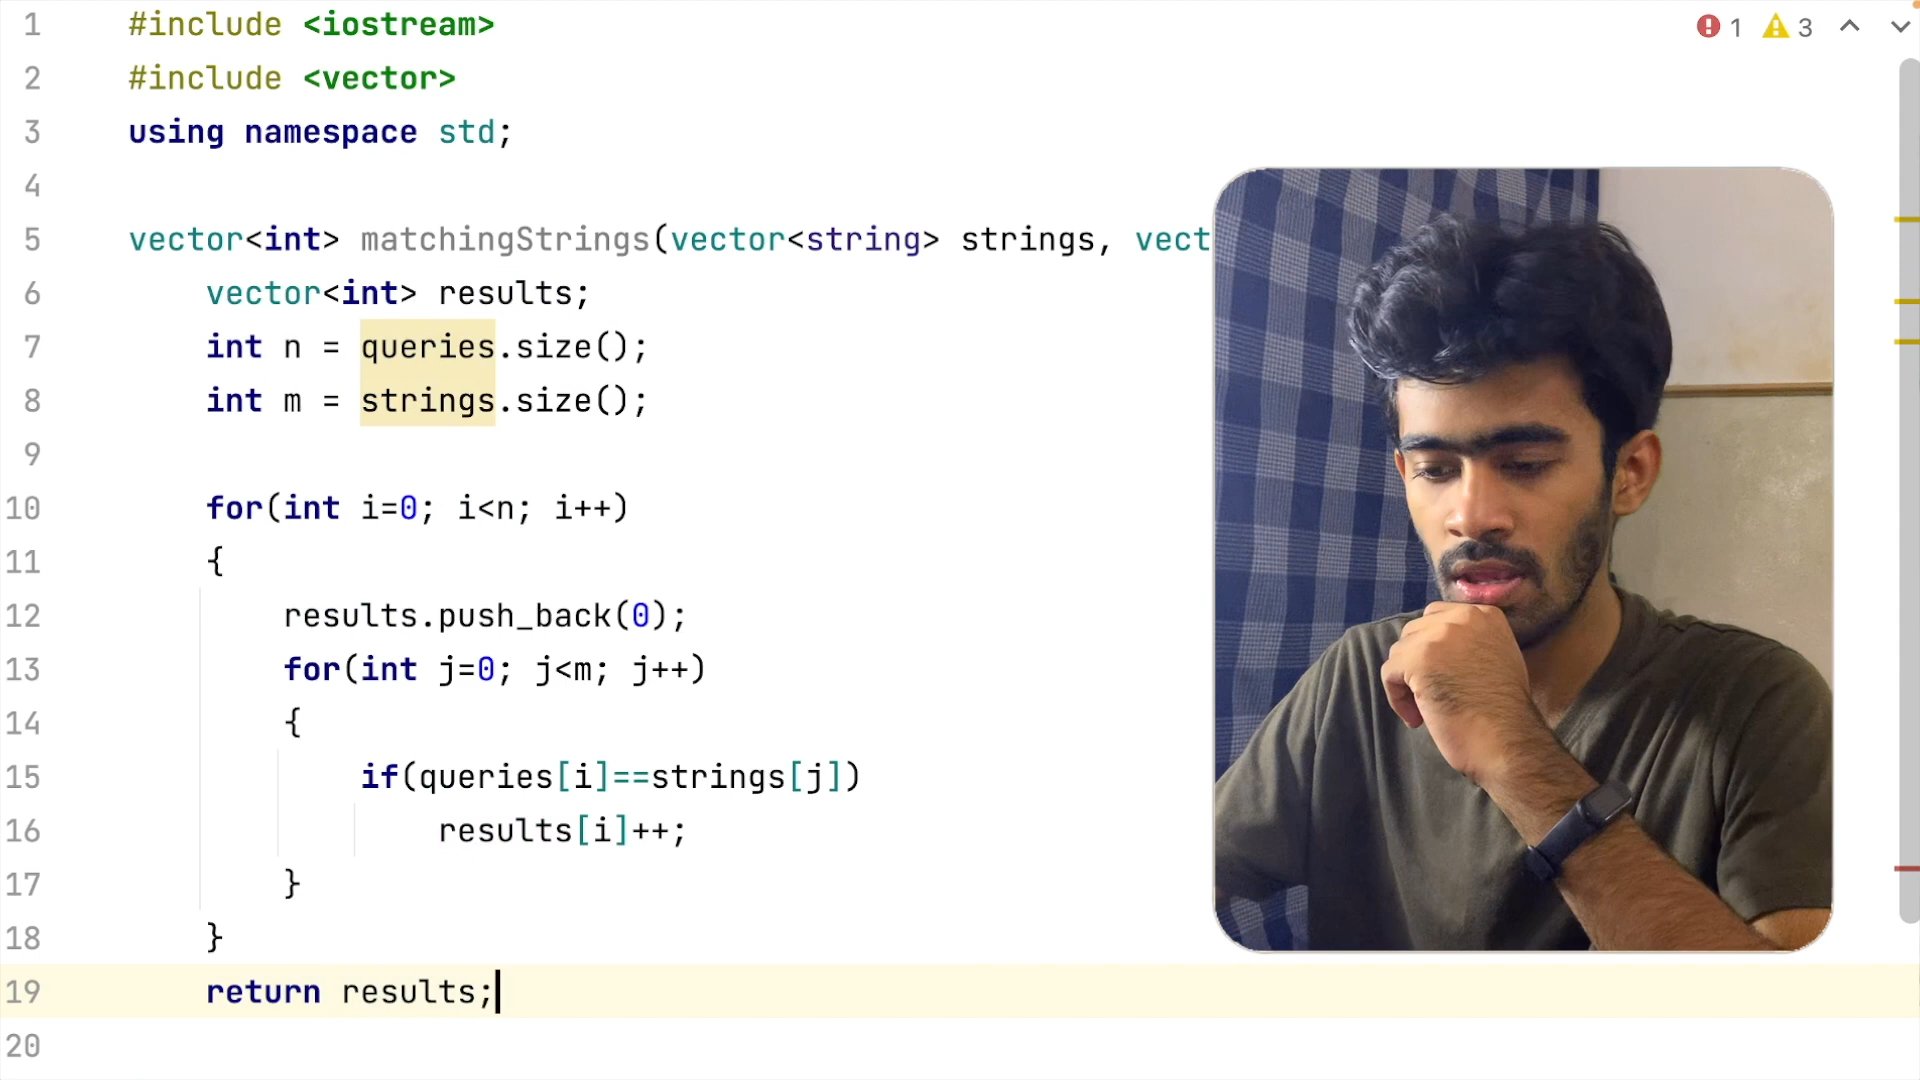 1 #include <iostream>
2 #include <vector>
3 using namespace std;
4
5 vector<int> matchingStrings(vector<string> strings, vect
6 vector<int> results;
7 int n = queries.size();
8 int m = strings.size();
9
10 for(int i=0; i<n; i++)
11 {
12 results.push_back(0);
13 for(int j=0; j<m; j++)
14 {
15 if(queries[i]==strings[j])
16 results[i]++;
17 }
18 }
19 return results;
20
1 3